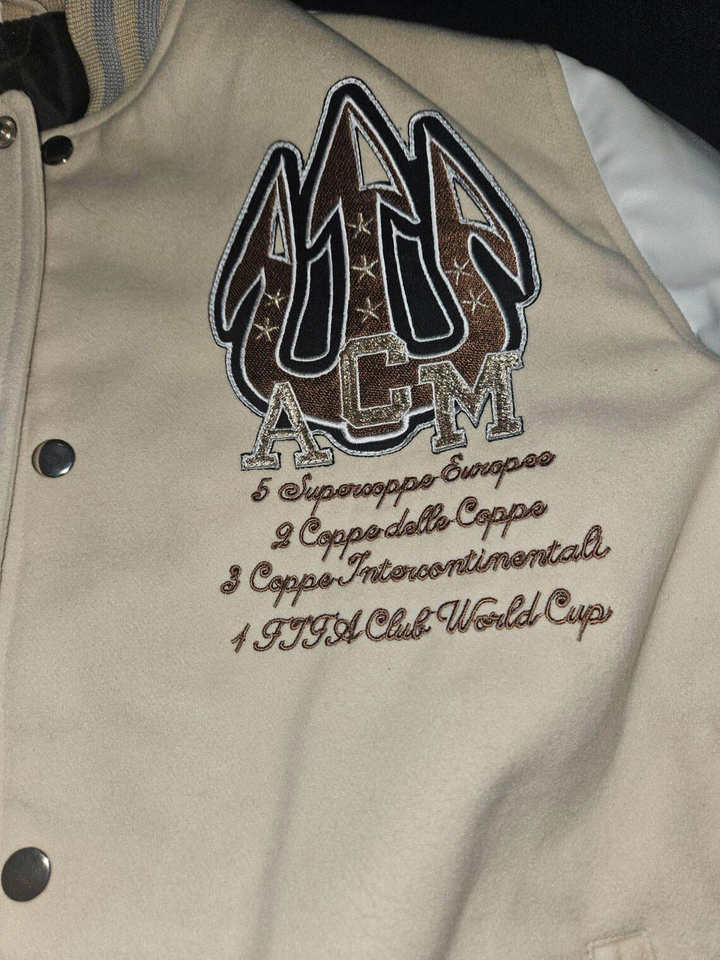 ACM
5 Supercoppe Europee
2 Coppe delle Coppe
3 Coppe Intercontinentali
1 FIFA Club World Cup